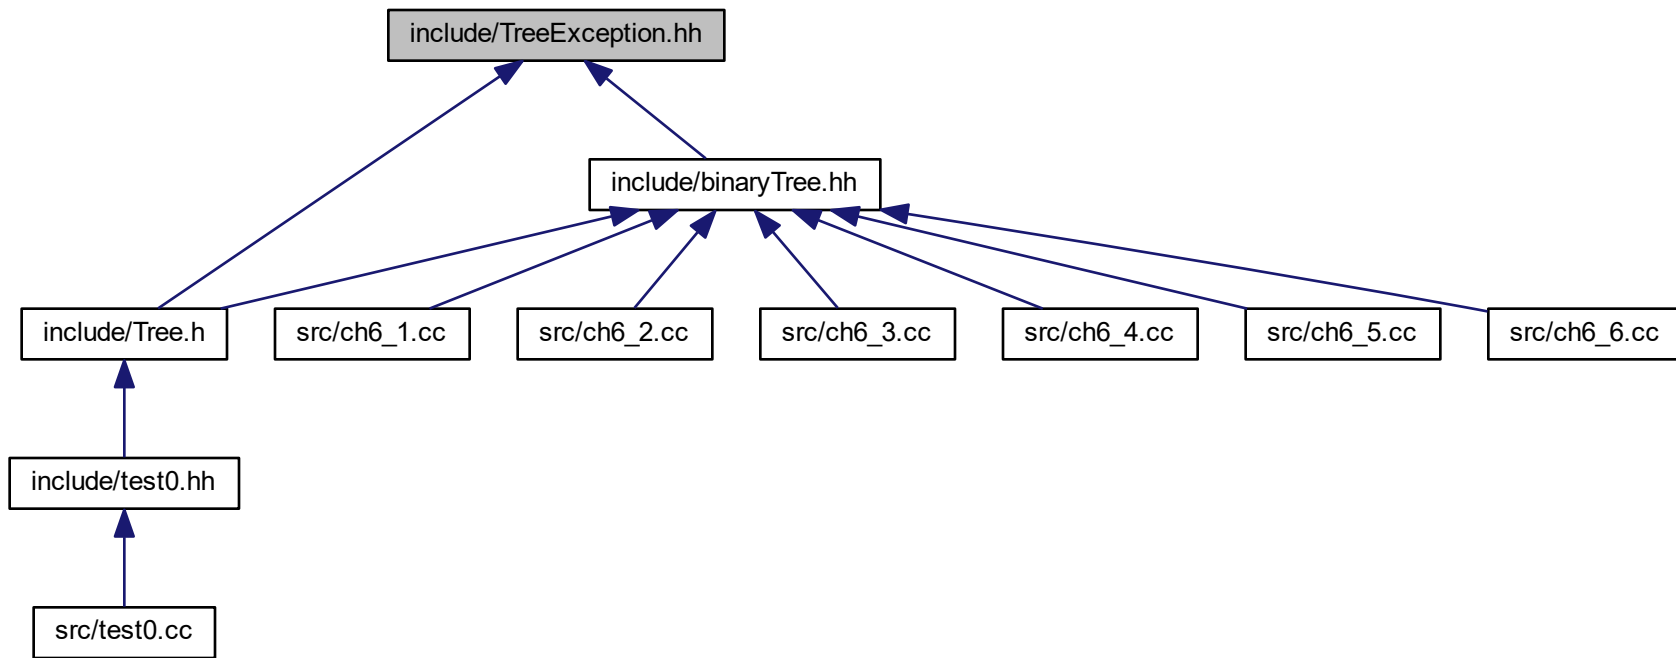 include/TreeException.hh
include/binaryTree.hh
include/Tree.h
src/ch6_1.cc
src/ch6_2.cc
src/ch6_3.cc
src/ch6_4.cc
src/ch6_5.cc
src/ch6_6.cc
include/test0.hh
src/test0.cc